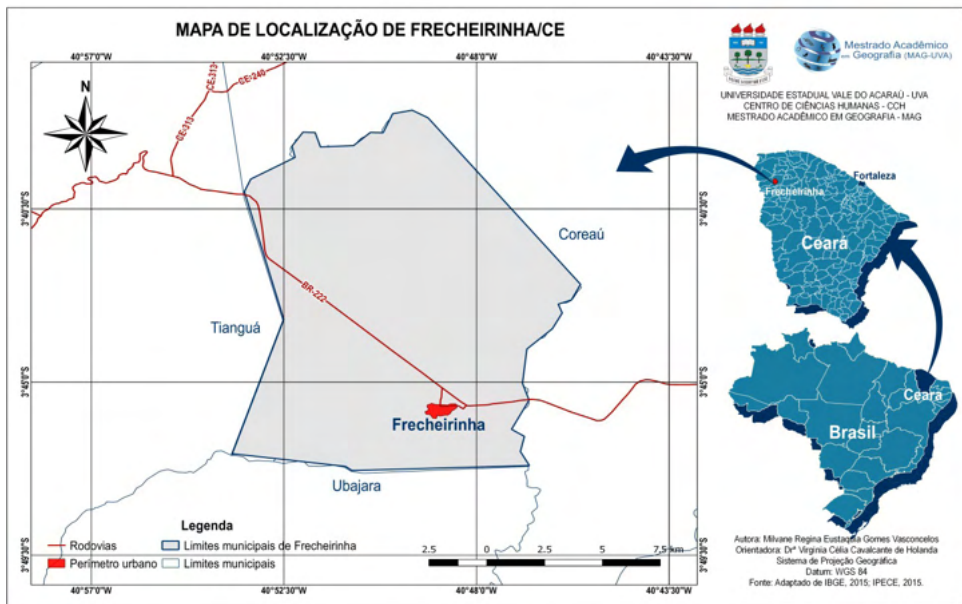 MAPA DE LOCALIZAÇÃO DE FRECHEIRINHA/CE
Mestrado Acadêmico
em Geografia (MAG-UVA)
UNIVERSIDADE ESTADUAL VALE DO ACARAÚ - UVA
CENTRO DE CIÊNCIAS HUMANAS - CCH
MESTRADO ACADÊMICO EM GEOGRAFIA - MAG
40°57'0"W
40°52'30"W
40°48'0"W
40°43'30"W
N
CE-313
CE-240
CE-313
3°40'30"S
3°40'30"S
Coreaú
BR-222
Tianguá
3°45'0"S
3°45'0"S
Frecheirinha
Ubajara
Legenda
Rodovias
Limites municipais de Frecheirinha
Perímetro urbano
Limites municipais
2.5 0 2.5 5 7.5 km
3°49'30"S
3°49'30"S
40°57'0"W
40°52'30"W
40°48'0"W
40°43'30"W
Fortaleza
Frecheirinha
Ceará
Ceará
Brasil
Autora: Milvane Regina Eustaquia Gomes Vasconcelos
Orientadora: Drª Virginia Célia Cavalcante de Holanda
Sistema de Projeção Geográfica
Datum: WGS 84
Fonte: Adaptado de IBGE, 2015; IPECE, 2015.